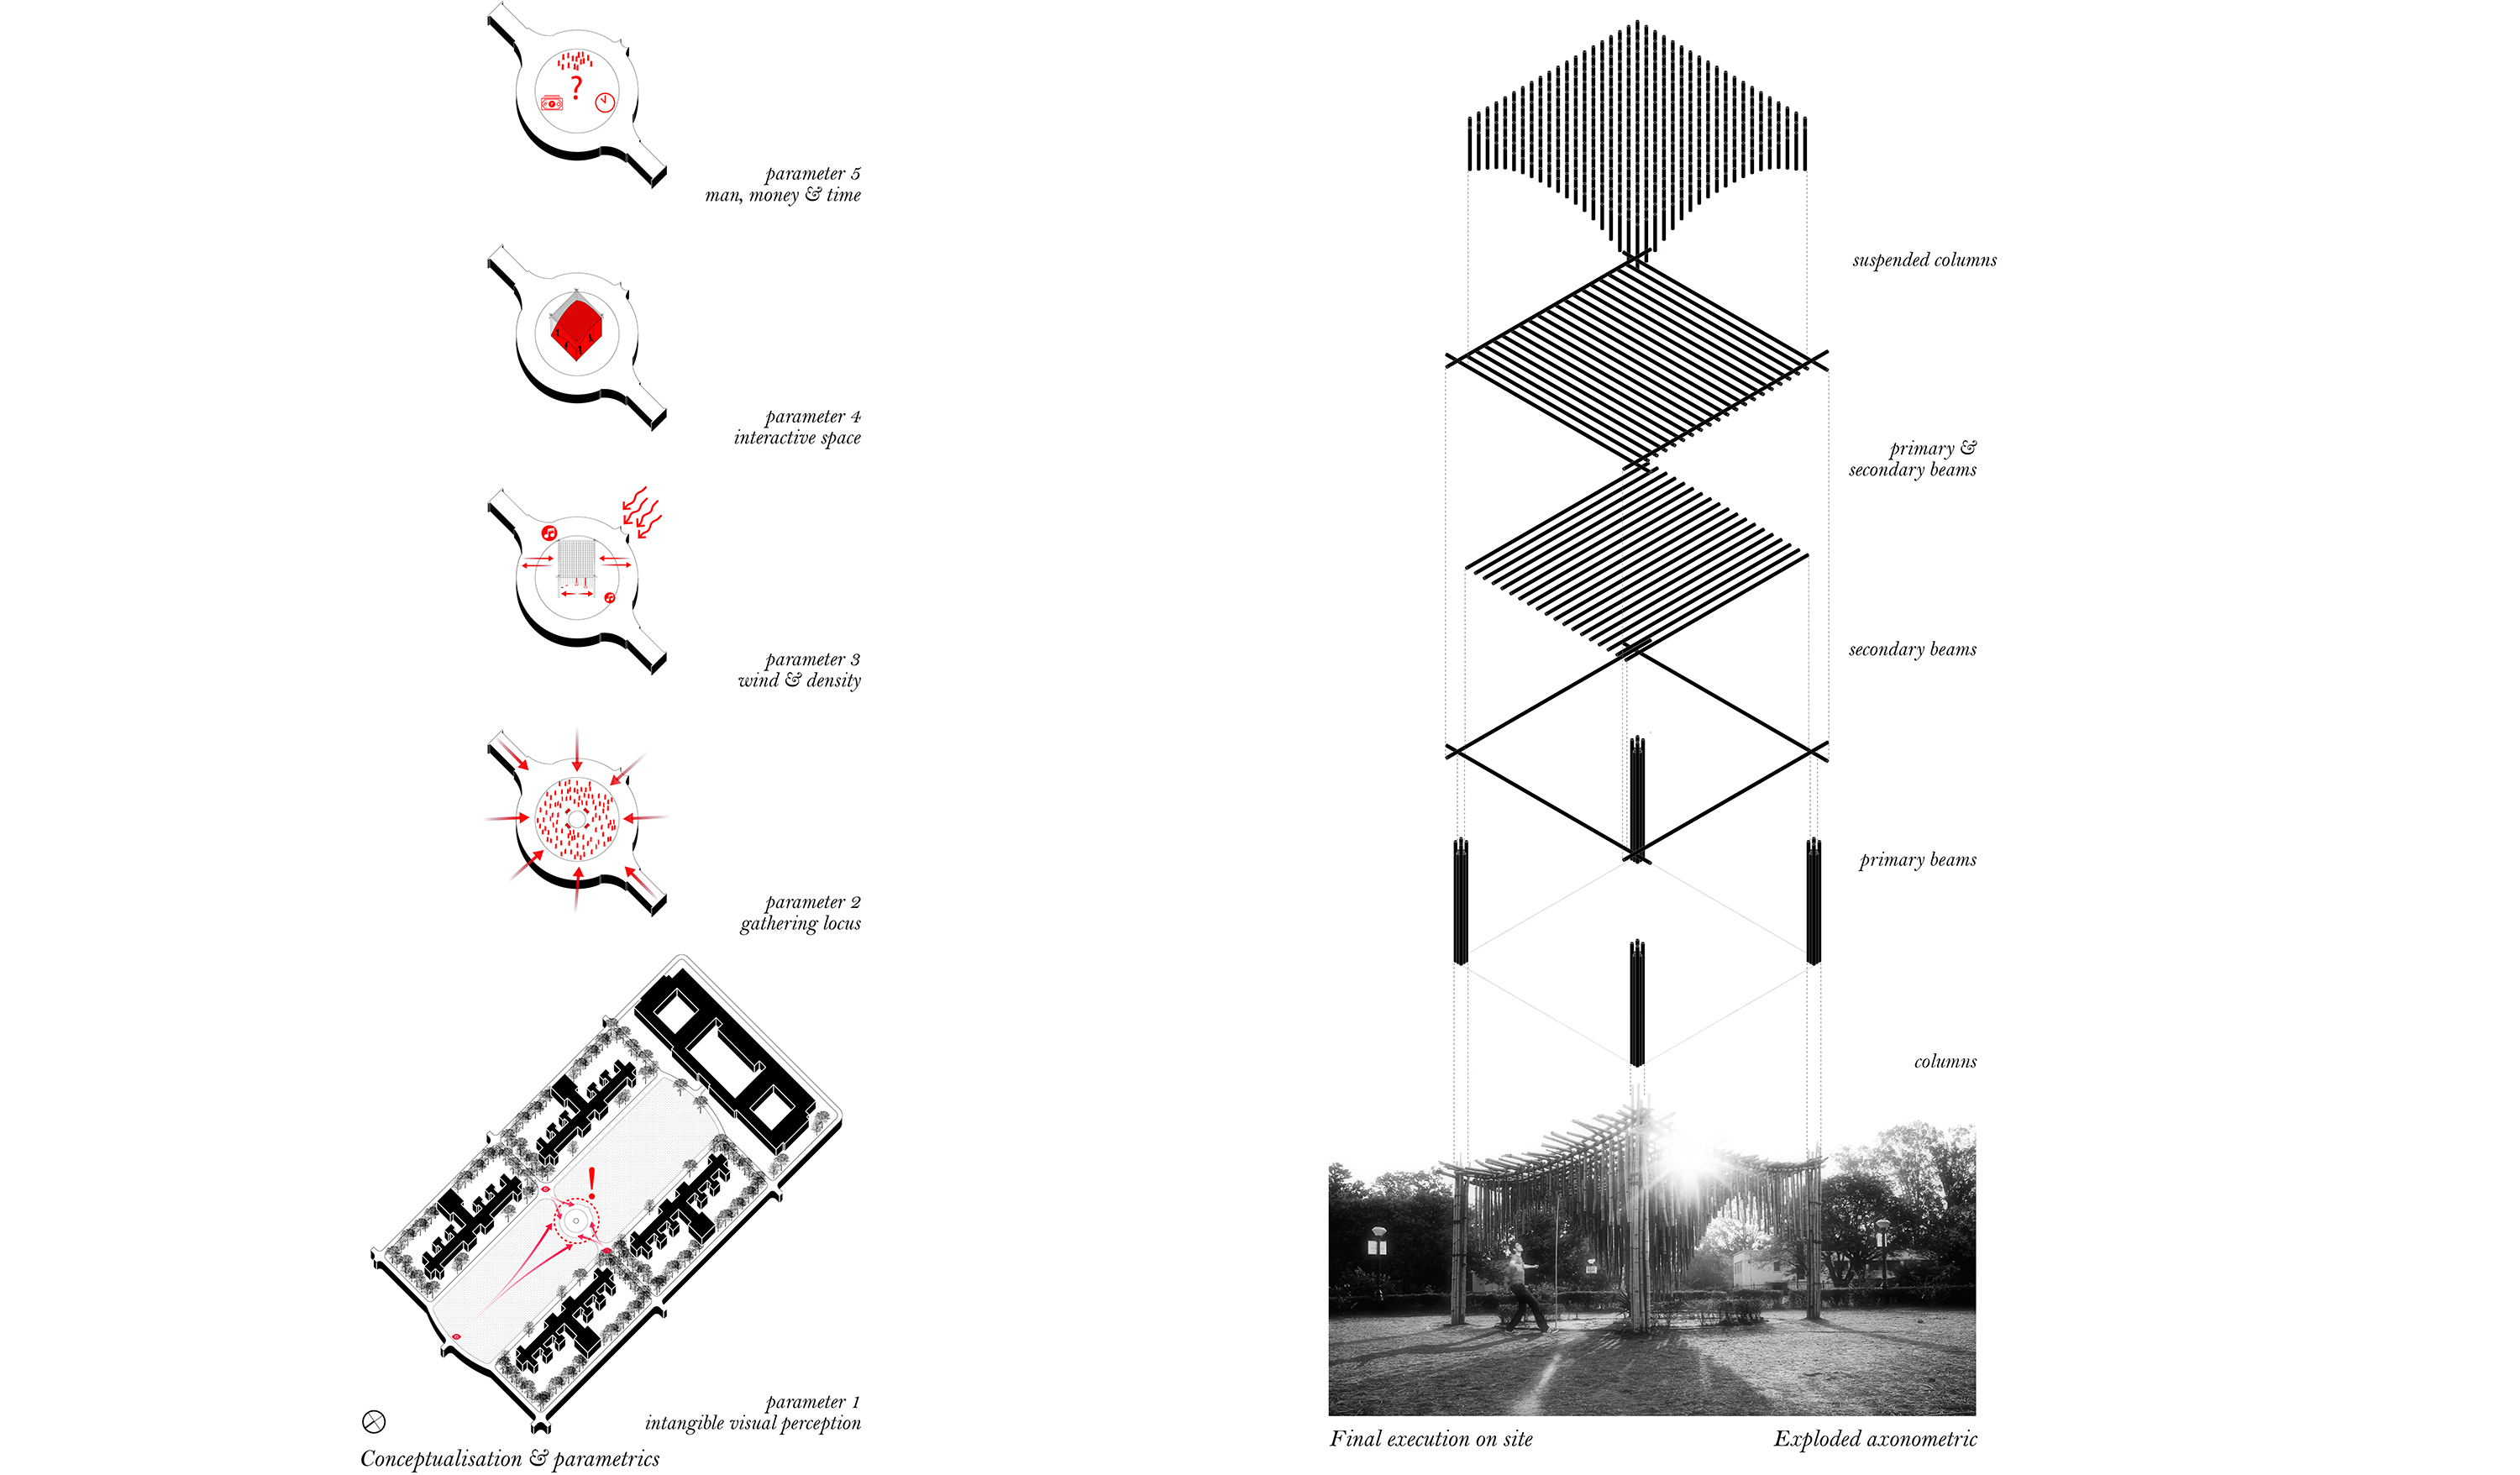 parameter 5
man, money & time
parameter 4
interactive space
parameter 3
wind & density
parameter 2
gathering locus
parameter 1
intangible visual perception
Conceptualisation & parametrics
suspended columns
primary &
secondary beams
secondary beams
primary beams
columns
Final execution on site
Exploded axonometric
?
!